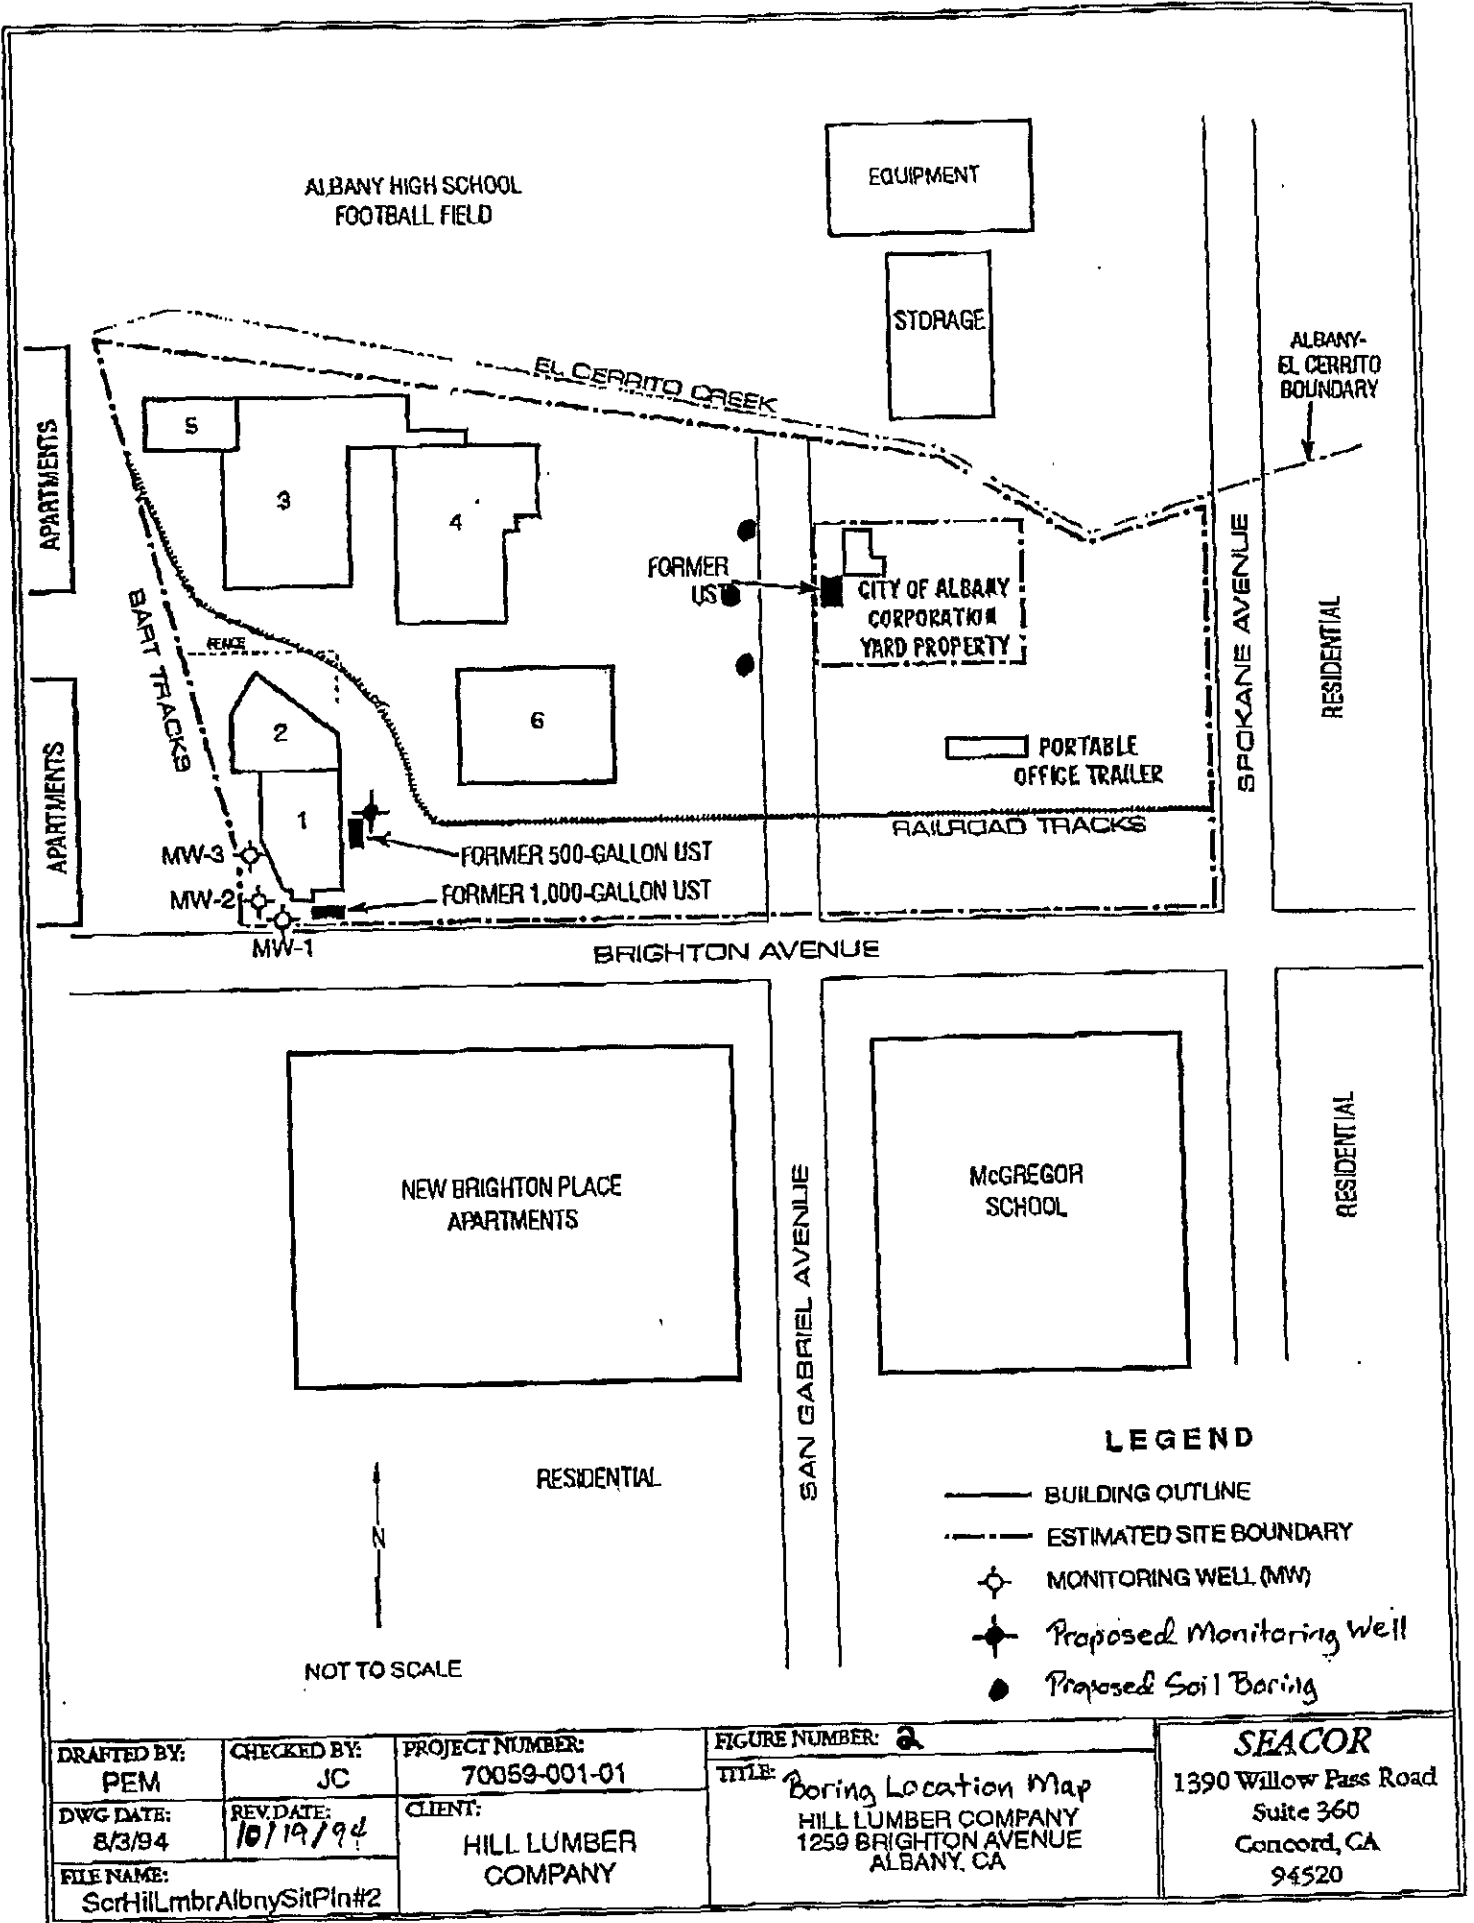 ALBANY HIGH SCHOOL
FOOTBALL FIELD
EQUIPMENT
STORAGE
ALBANY-
EL CERRITO
BOUNDARY
EL CERRITO CREEK
APARTMENTS
5
3
4
FORMER
UST
CITY OF ALBANY
CORPORATION
YARD PROPERTY
SPOKANE AVENUE
RESIDENTIAL
BART TRACKS
FENCE
2
6
PORTABLE
OFFICE TRAILER
APARTMENTS
1
RAILROAD TRACKS
MW-3
FORMER 500-GALLON UST
MW-2
FORMER 1,000-GALLON UST
MW-1
BRIGHTON AVENUE
NEW BRIGHTON PLACE
APARTMENTS
SAN GABRIEL AVENUE
McGREGOR
SCHOOL
RESIDENTIAL
RESIDENTIAL
N
NOT TO SCALE
LEGEND
BUILDING OUTLINE
ESTIMATED SITE BOUNDARY
MONITORING WELL (MW)
Proposed Monitoring Well
Proposed Soil Boring
DRAFTED BY:
PEM
CHECKED BY:
JC
PROJECT NUMBER:
70059-001-01
FIGURE NUMBER: 2
DWG DATE:
8/3/94
REV. DATE:
10/19/94
CLIENT:
HILL LUMBER
COMPANY
TITLE: Boring Location Map
HILL LUMBER COMPANY
1259 BRIGHTON AVENUE
ALBANY, CA
FILE NAME:
ScrHillLmbrAlbnySitPln#2
SEACOR
1390 Willow Pass Road
Suite 360
Concord, CA
94520